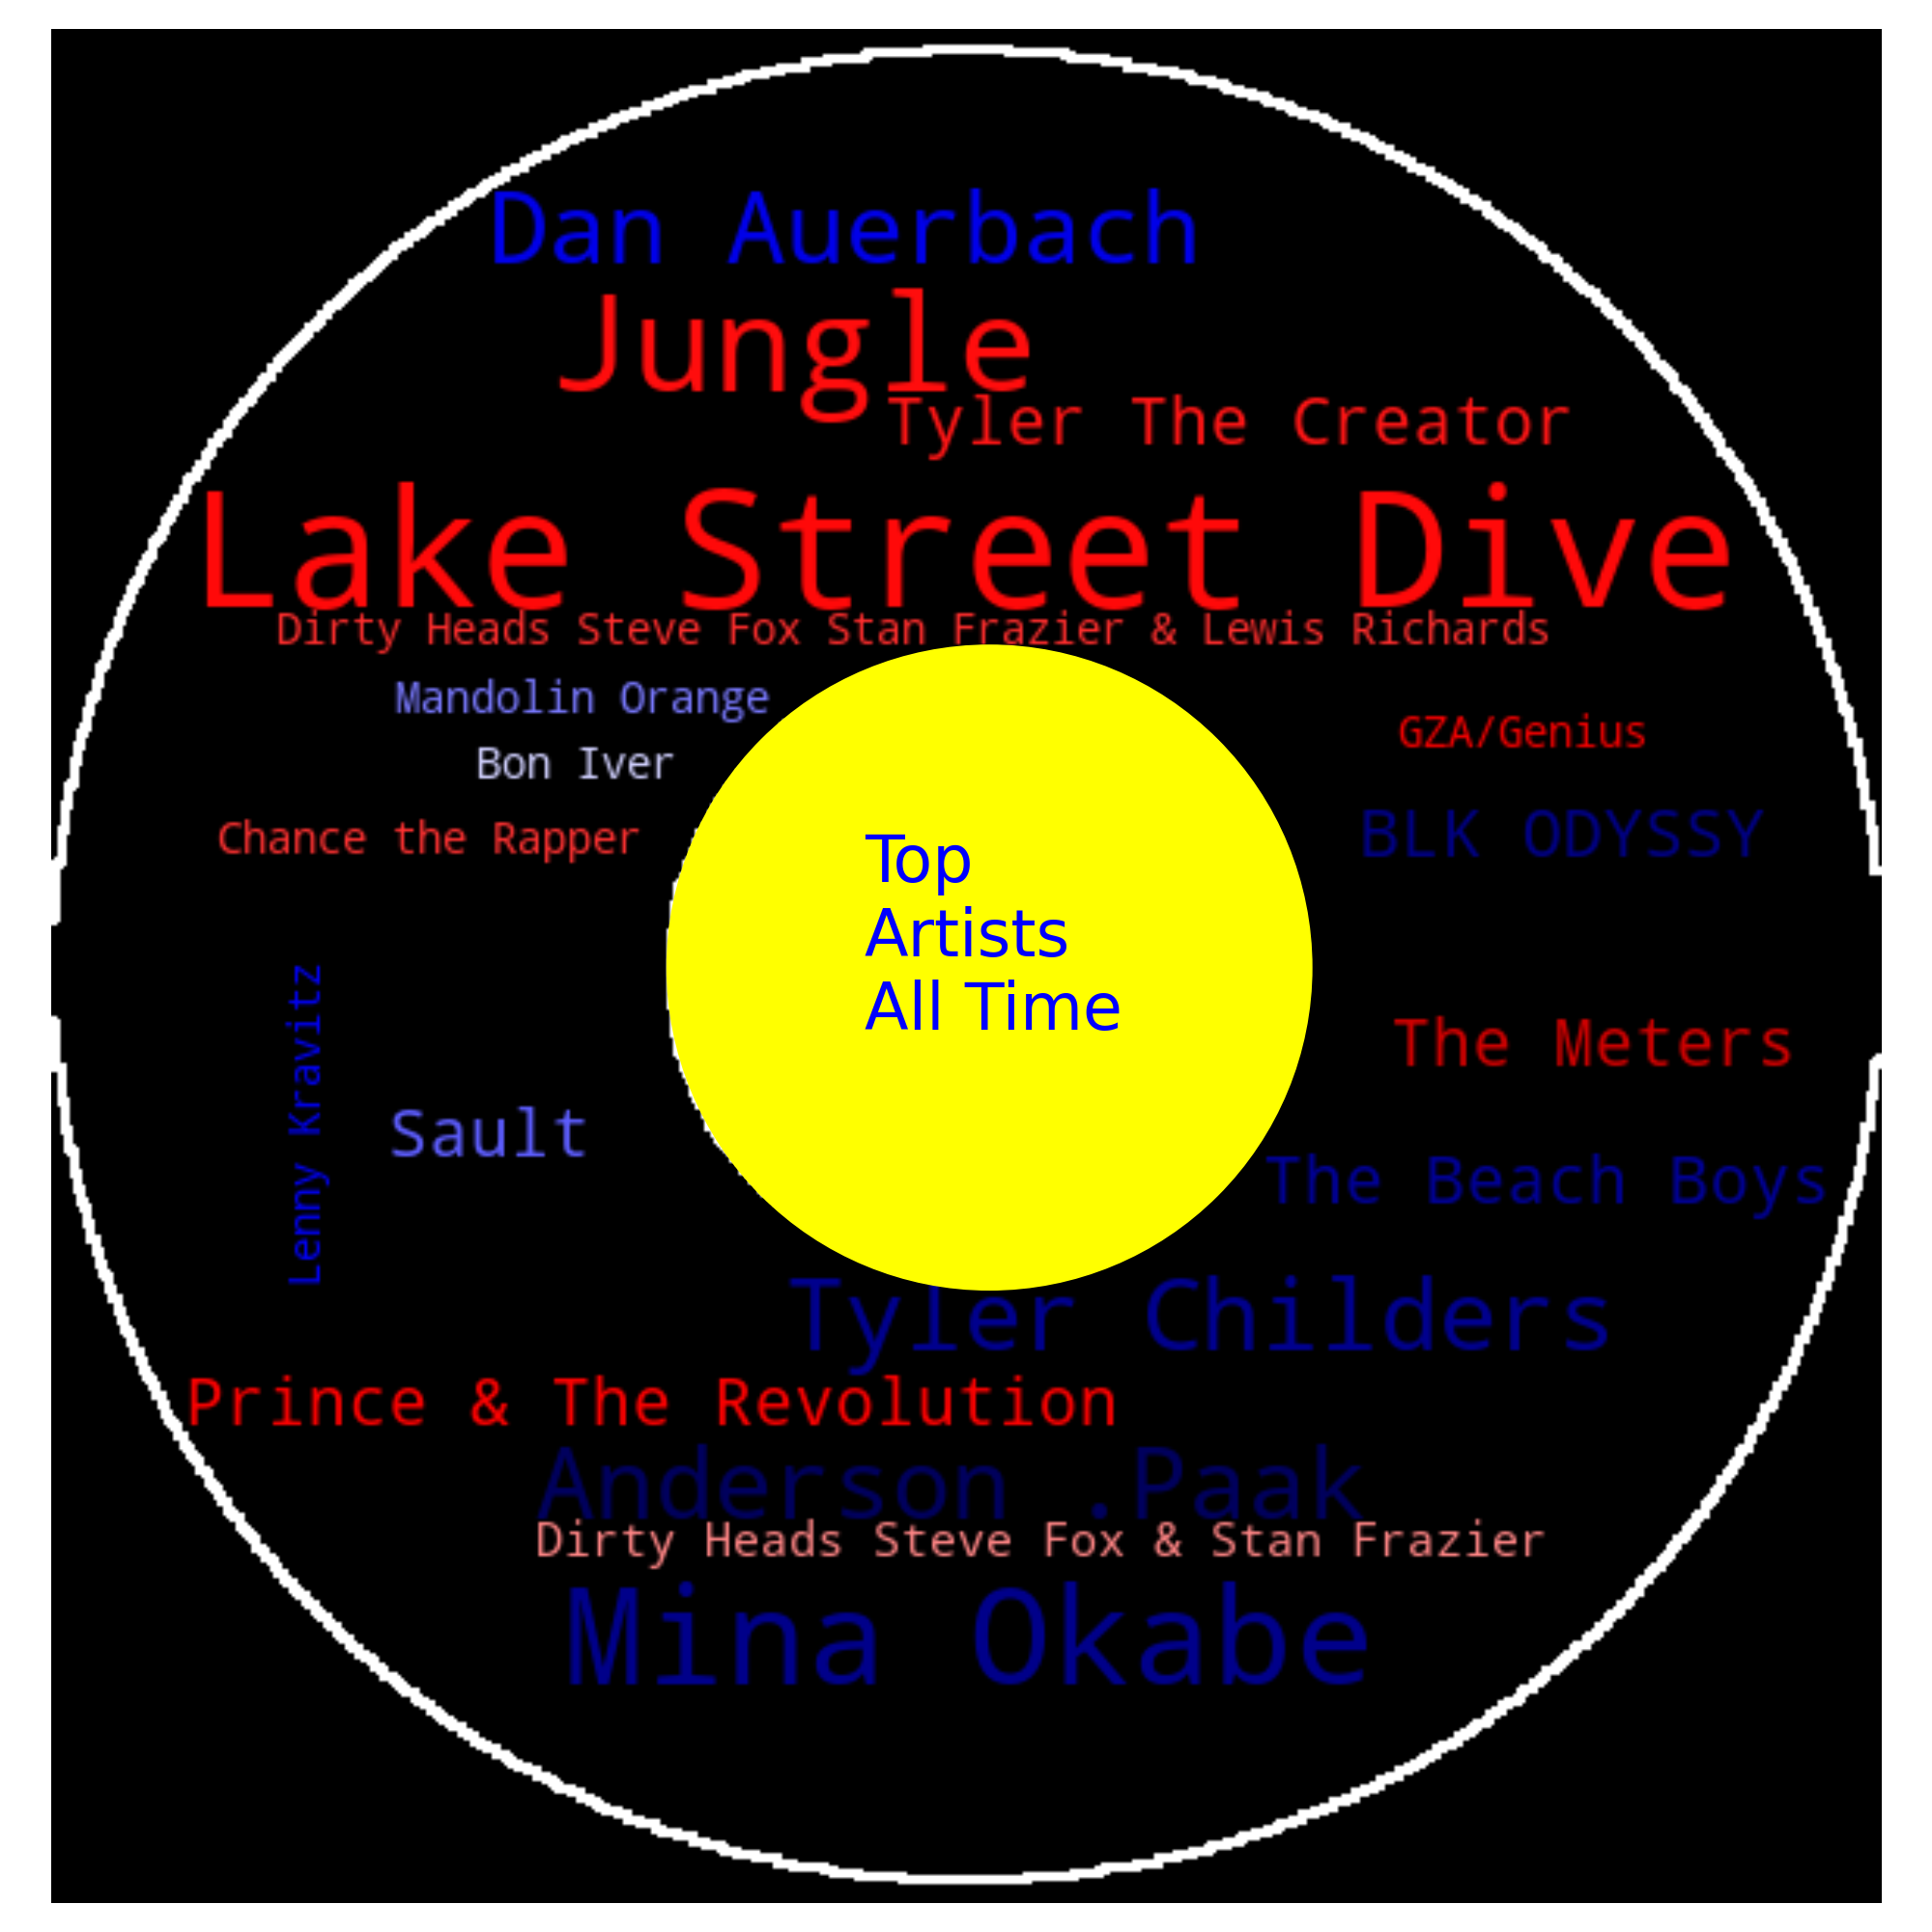 Dan Auerbach
Jungle
Tyler The Creator
Lake Street Dive
Dirty Heads Steve Fox Stan Frazier & Lewis Richards
Mandolin Orange
GZA/Genius
Bon Iver
Chance the Rapper
BLK ODYSSY
Top
Artists
All Time
Lenny Kravitz
The Meters
Sault
The Beach Boys
Tyler Childers
Prince & The Revolution
Anderson .Paak
Dirty Heads Steve Fox & Stan Frazier
Mina Okabe